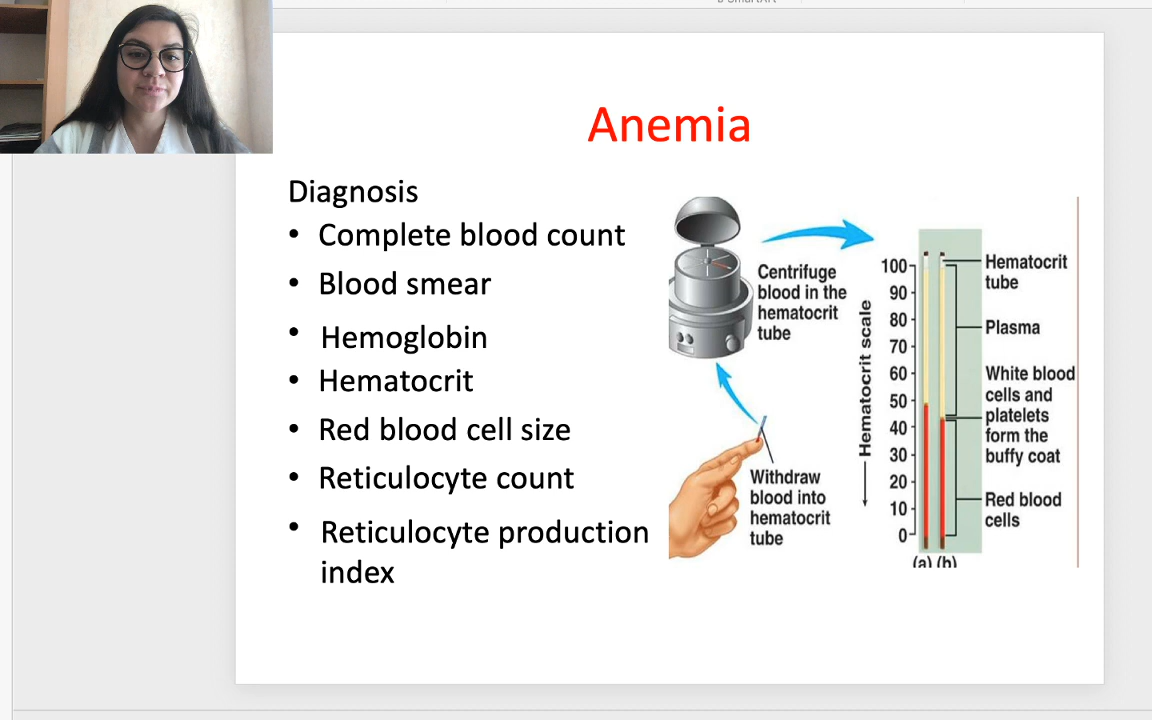 в SmartArt
Anemia
Diagnosis
• Complete blood count
• Blood smear
• Hemoglobin
• Hematocrit
• Red blood cell size
• Reticulocyte count
• Reticulocyte production
index
Centrifuge
blood in the
hematocrit
tube
Withdraw
blood into
hematocrit
tube
Hematocrit scale
100
90
80
70
60
50
40
30
20
10
0
(a) (b)
Hematocrit
tube
Plasma
White blood
cells and
platelets
form the
buffy coat
Red blood
cells